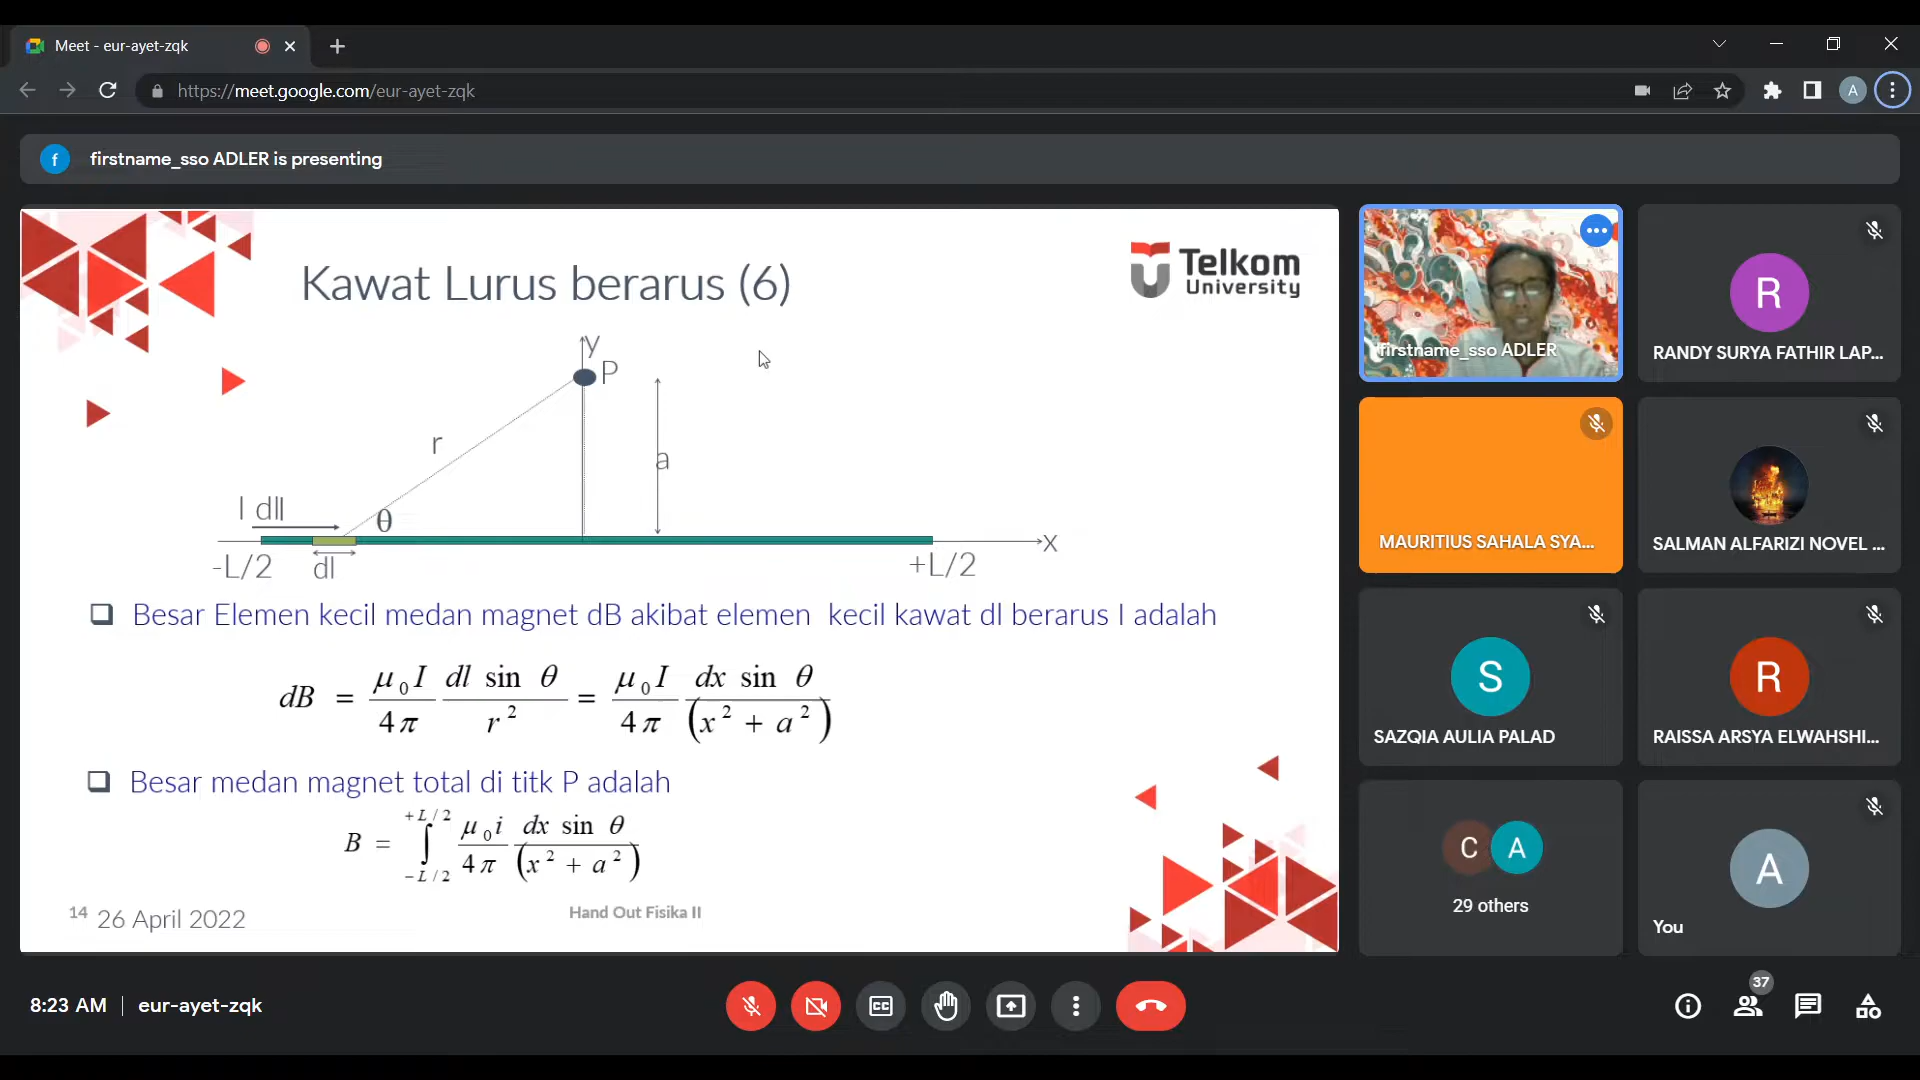 Meet - eur-ayet-zqk
https://meet.google.com/eur-ayet-zqk
A
f
firstname_sso ADLER is presenting
Kawat Lurus berarus (6)
Telkom
University
y
P
r
a
I dll
θ
x
-L/2
dl
+L/2
Besar Elemen kecil medan magnet dB akibat elemen kecil kawat dl berarus I adalah
dB = μ₀I/4π dl sin θ/r² = μ₀I/4π dx sin θ/(x² + a²)
Besar medan magnet total di titk P adalah
B = ∫_{-L/2}^{+L/2} μ₀i/4π dx sin θ/(x² + a²)
14
26 April 2022
Hand Out Fisika II
firstname_sso ADLER
R
RANDY SURYA FATHIR LAP...
MAURITIUS SAHALA SYA...
SALMAN ALFARIZI NOVEL ...
S
SAZQIA AULIA PALAD
R
RAISSA ARSYA ELWAHSHI...
C A
29 others
A
You
8:23 AM | eur-ayet-zqk
CC
37